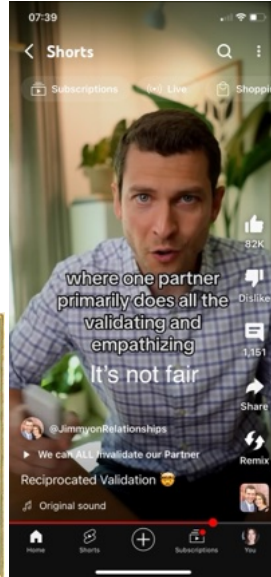 07:39
Shorts
Subscriptions
Live
Shoppi
82K
where one partner
primarily does all the
validating and
empathizing
Dislike
It's not fair
1,151
Share
@JimmyonRelationships
We can ALL Invalidate our Partner
Remix
Reciprocated Validation 🤯
Original sound
Home
Shorts
Subscriptions
You